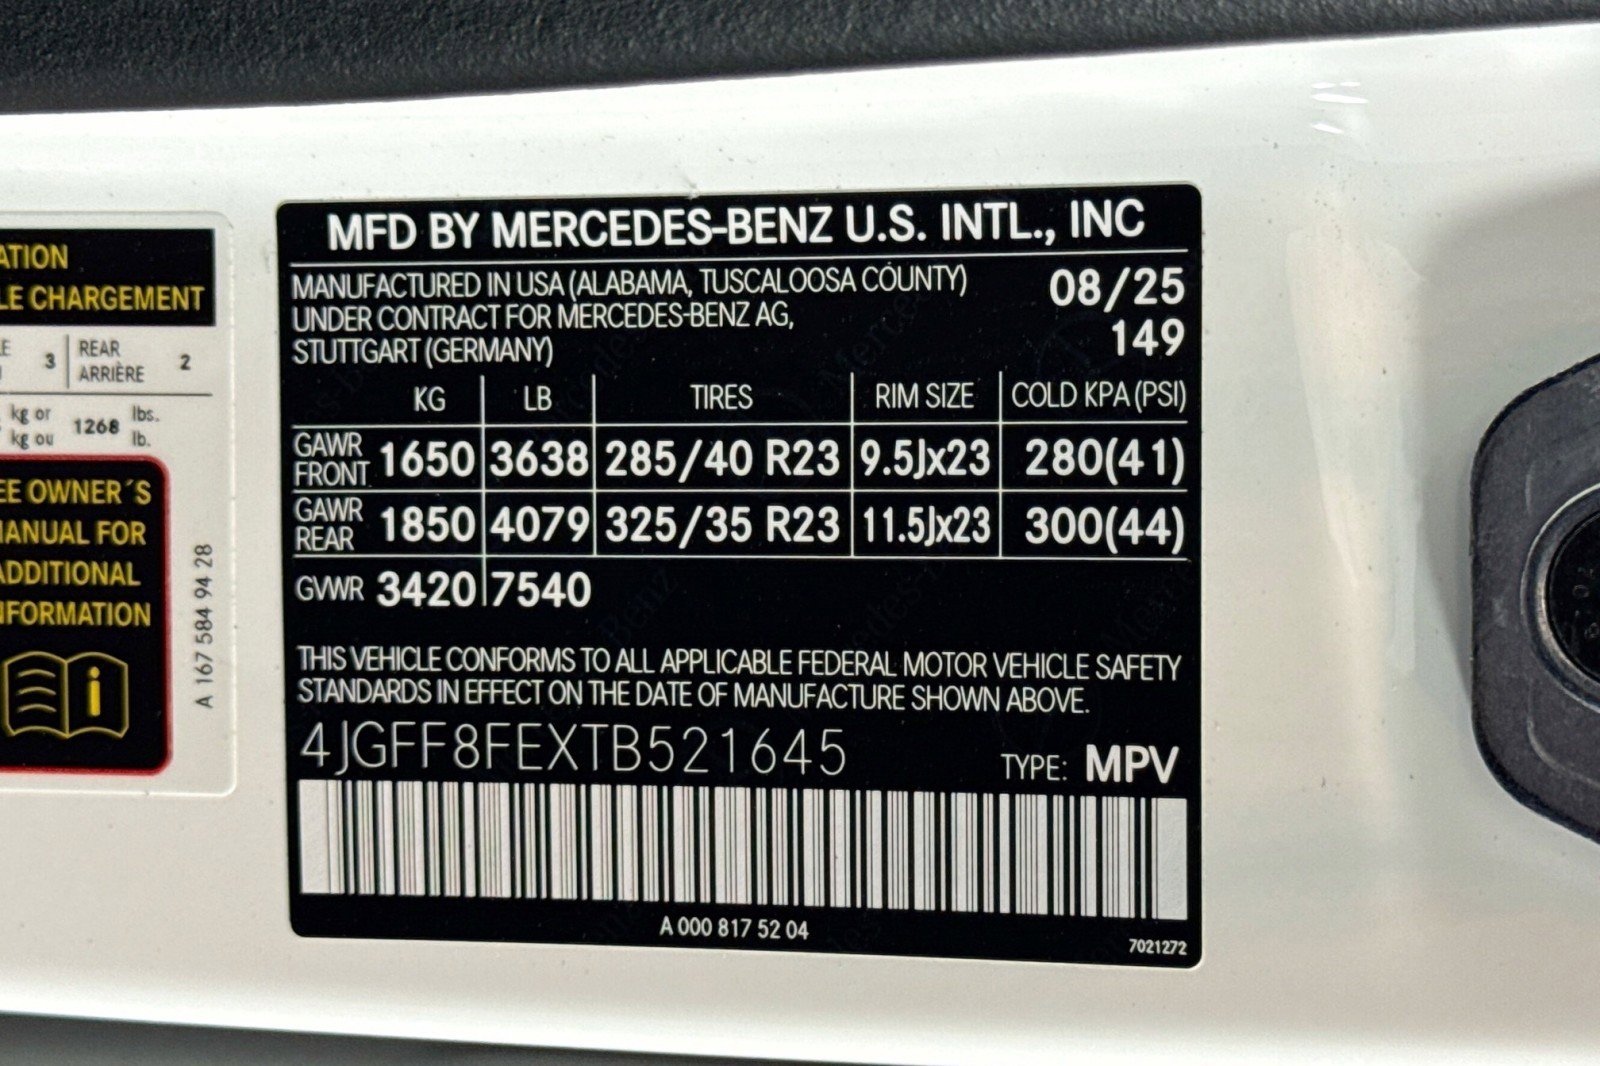 ATION
LE CHARGEMENT
3 REAR 2
ARRIÈRE
kg or 1268 lbs.
kg ou lb.
EE OWNER´S
MANUAL FOR
ADDITIONAL
INFORMATION
A 167 584 94 28
MFD BY MERCEDES-BENZ U.S. INTL., INC
MANUFACTURED IN USA (ALABAMA, TUSCALOOSA COUNTY) 08/25
UNDER CONTRACT FOR MERCEDES-BENZ AG, 149
STUTTGART (GERMANY)
KG LB TIRES RIM SIZE COLD KPA (PSI)
GAWR FRONT 1650 3638 285/40 R23 9.5Jx23 280(41)
GAWR REAR 1850 4079 325/35 R23 11.5Jx23 300(44)
GVWR 3420 7540
THIS VEHICLE CONFORMS TO ALL APPLICABLE FEDERAL MOTOR VEHICLE SAFETY
STANDARDS IN EFFECT ON THE DATE OF MANUFACTURE SHOWN ABOVE.
4JGFF8FEXTB521645
TYPE: MPV
A 000 817 52 04
7021272